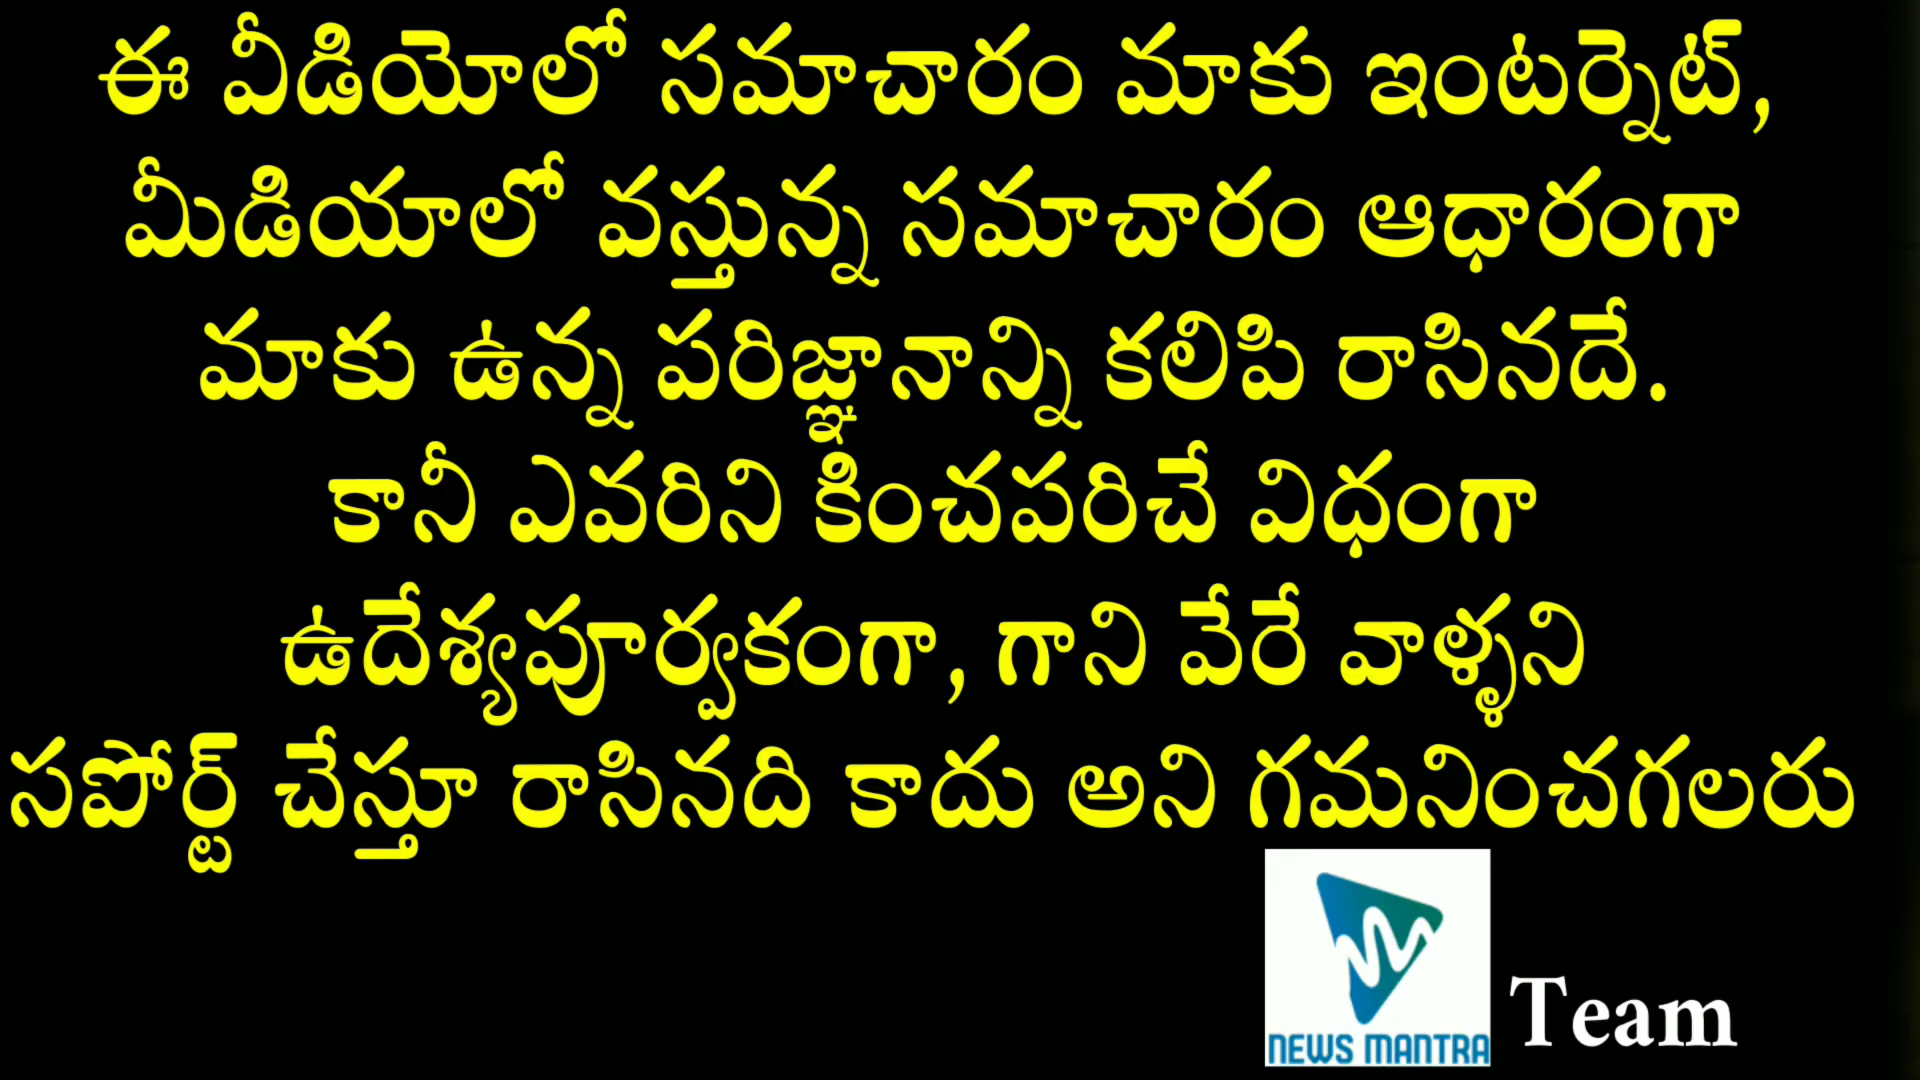 ఈ వీడియోలో సమాచారం మాకు ఇంటర్నెట్,
మీడియాలో వస్తున్న సమాచారం ఆధారంగా
మాకు ఉన్న పరిజ్ఞానాన్ని కలిపి రాసినదే.
కానీ ఎవరిని కించపరిచే విధంగా
ఉదేశ్యపూర్వకంగా, గాని వేరే వాళ్ళని
సపోర్ట్ చేస్తూ రాసినది కాదు అని గమనించగలరు
NEWS MANTRA Team